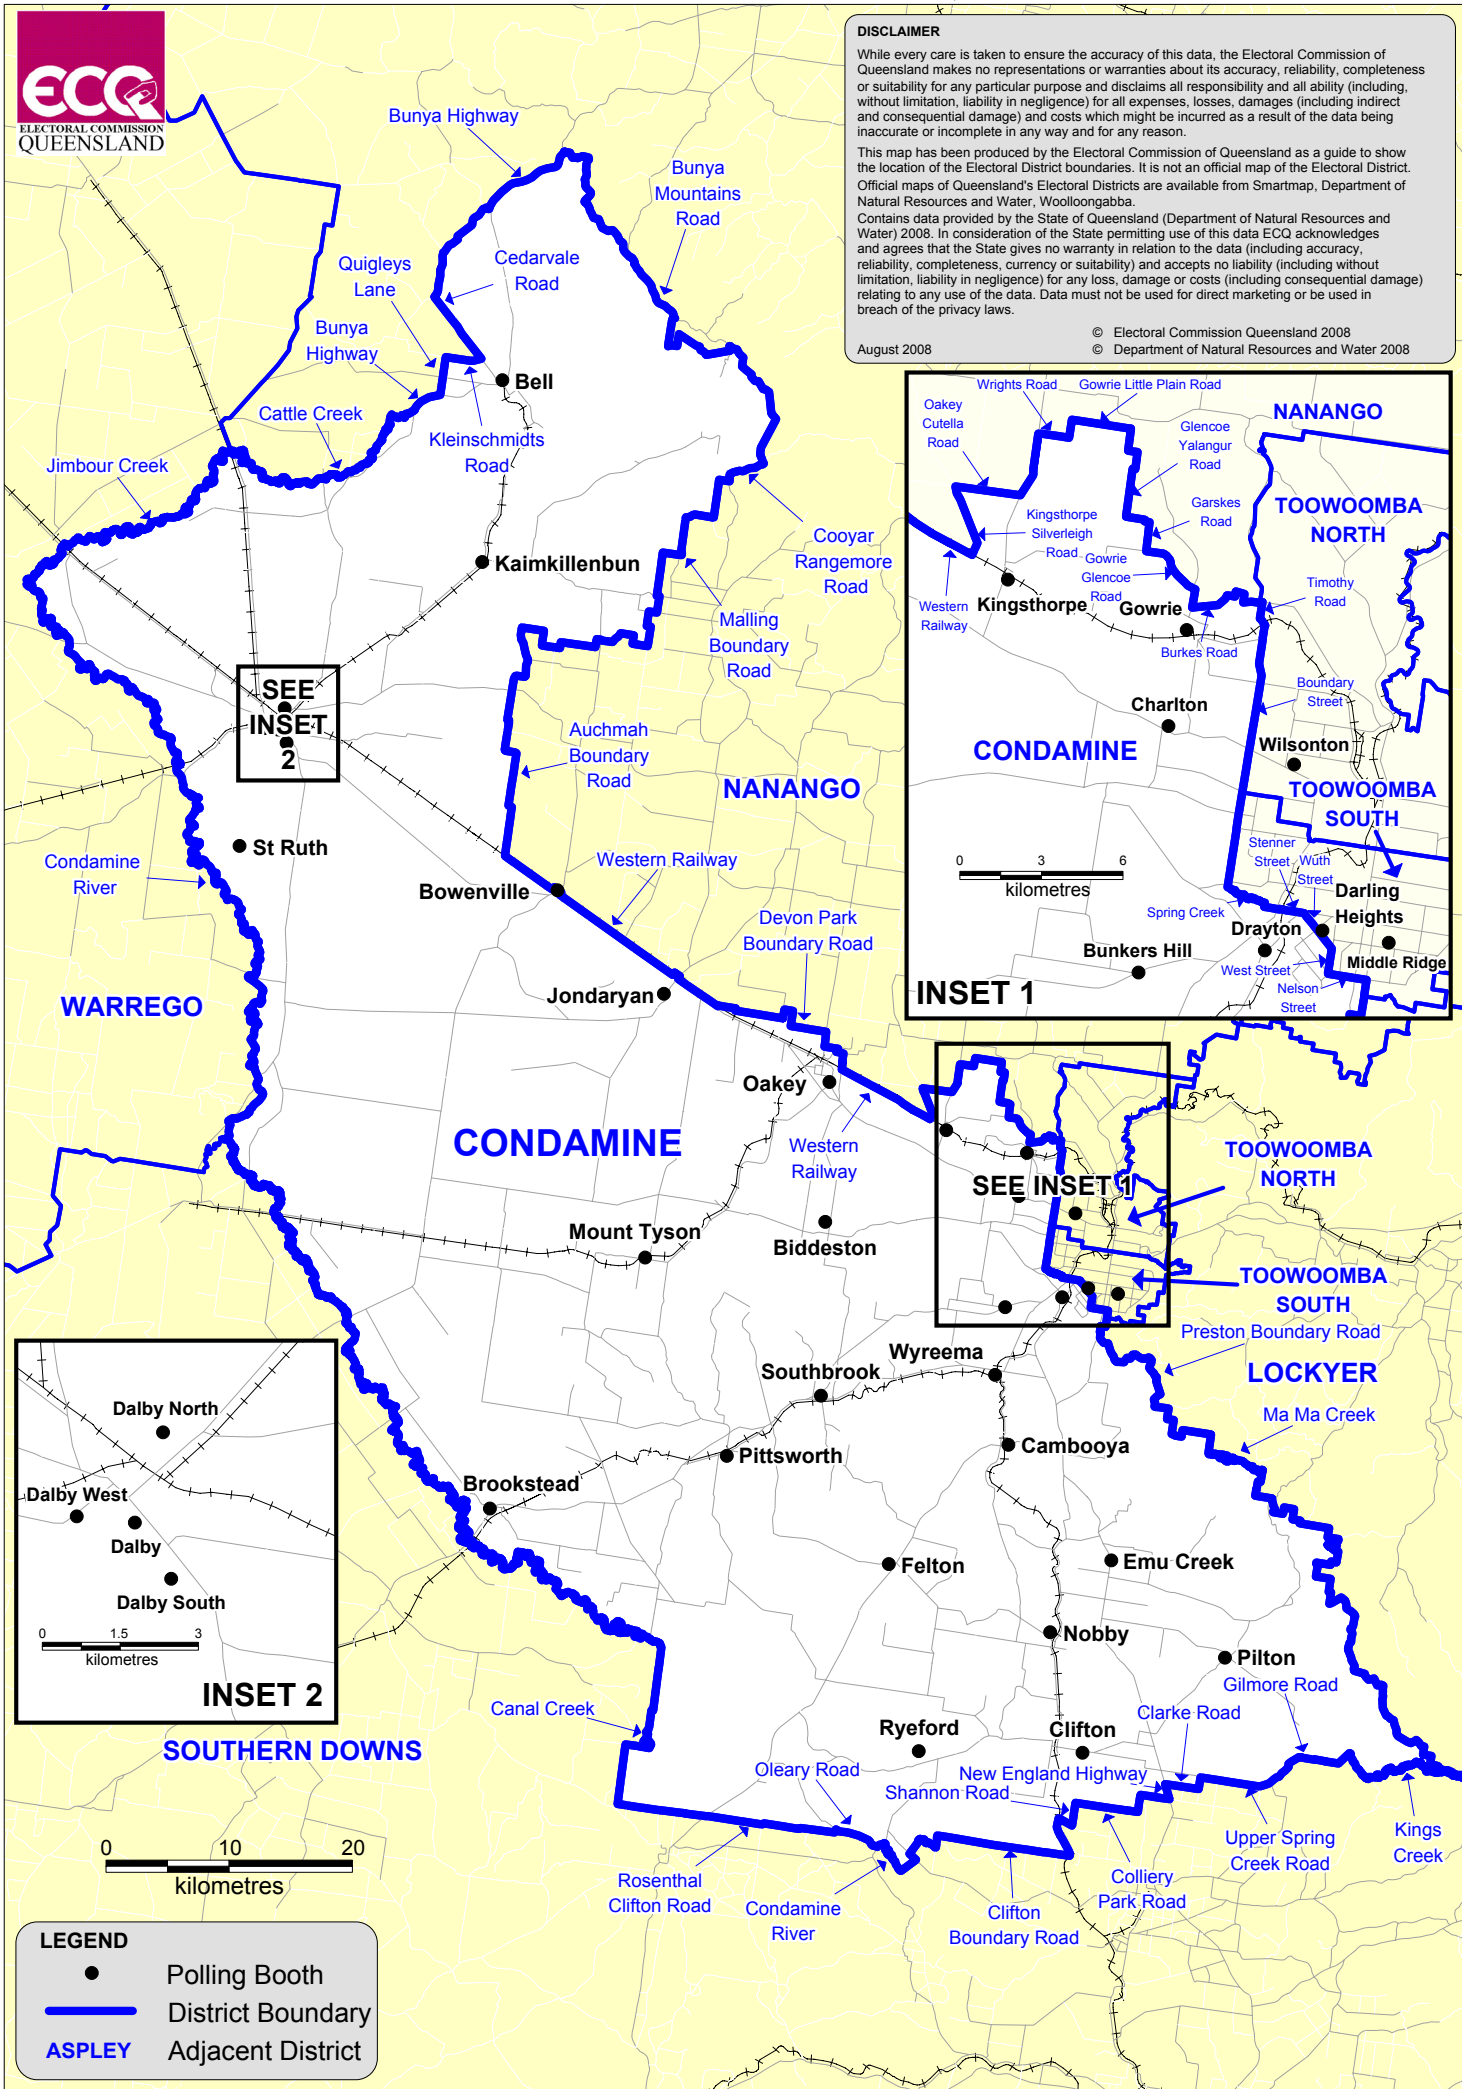 ECQ
ELECTORAL COMMISSION
QUEENSLAND
DISCLAIMER
While every care is taken to ensure the accuracy of this data, the Electoral Commission of
Queensland makes no representations or warranties about its accuracy, reliability, completeness
or suitability for any particular purpose and disclaims all responsibility and all ability (including,
without limitation, liability in negligence) for all expenses, losses, damages (including indirect
and consequential damage) and costs which might be incurred as a result of the data being
inaccurate or incomplete in any way and for any reason.
This map has been produced by the Electoral Commission of Queensland as a guide to show
the location of the Electoral District boundaries. It is not an official map of the Electoral District.
Official maps of Queensland's Electoral Districts are available from Smartmap, Department of
Natural Resources and Water, Woolloongabba.
Contains data provided by the State of Queensland (Department of Natural Resources and
Water) 2008. In consideration of the State permitting use of this data ECQ acknowledges
and agrees that the State gives no warranty in relation to the data (including accuracy,
reliability, completeness, currency or suitability) and accepts no liability (including without
limitation, liability in negligence) for any loss, damage or costs (including consequential damage)
relating to any use of the data. Data must not be used for direct marketing or be used in
breach of the privacy laws.
© Electoral Commission Queensland 2008
August 2008
© Department of Natural Resources and Water 2008
Bunya Highway
Bunya
Mountains
Road
Cedarvale
Road
Quigleys
Lane
Bunya
Highway
Bell
Cattle Creek
Kleinschmidts
Road
Jimbour Creek
Cooyar
Rangemore
Road
Kaimkillenbun
Malling
Boundary
Road
SEE
INSET
2
Auchmah
Boundary
Road
NANANGO
St Ruth
Condamine
River
Western Railway
Bowenville
Devon Park
Boundary Road
Jondaryan
WARREGO
Oakey
CONDAMINE
Western
Railway
SEE INSET 1
TOOWOOMBA
NORTH
Mount Tyson
Biddeston
TOOWOOMBA
SOUTH
Preston Boundary Road
Wyreema
Southbrook
LOCKYER
Ma Ma Creek
Cambooya
Pittsworth
Brookstead
Felton
Emu Creek
Nobby
Pilton
Gilmore Road
Canal Creek
Clarke Road
Ryeford
Clifton
SOUTHERN DOWNS
Oleary Road
New England Highway
Shannon Road
Upper Spring
Creek Road
Kings
Creek
Rosenthal
Clifton Road
Condamine
River
Clifton
Boundary Road
Colliery
Park Road
Wrights Road
Gowrie Little Plain Road
Oakey
Cutella
Road
NANANGO
Glencoe
Yalangur
Road
Kingsthorpe
Silverleigh
Road
Garskes
Road
TOOWOOMBA
NORTH
Gowrie
Glencoe
Road
Timothy
Road
Western
Railway
Kingsthorpe
Gowrie
Burkes Road
Boundary
Street
Charlton
CONDAMINE
Wilsonton
TOOWOOMBA
SOUTH
Stenner
Street
Wuth
Street
0 3 6
kilometres
Darling
Heights
Spring Creek
Drayton
Bunkers Hill
Middle Ridge
West Street
Nelson
Street
INSET 1
Dalby North
Dalby West
Dalby
Dalby South
0 1.5 3
kilometres
INSET 2
0 10 20
kilometres
LEGEND
Polling Booth
District Boundary
ASPLEY Adjacent District